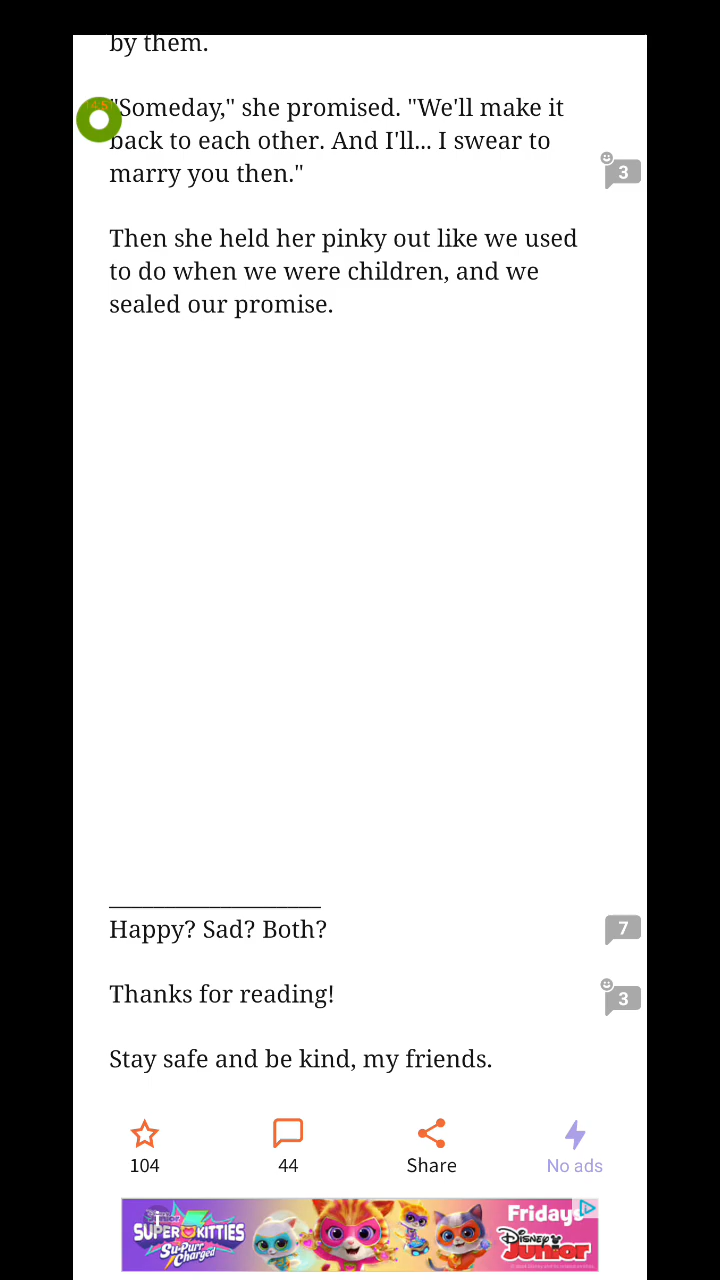 by them.
"Someday," she promised. "We'll make it
back to each other. And I'll... I swear to
marry you then."
3
Then she held her pinky out like we used
to do when we were children, and we
sealed our promise.
Happy? Sad? Both?
7
Thanks for reading!
3
Stay safe and be kind, my friends.
104
44
Share
No ads
SUPER KITTIES
Su-Purr
Charged
Fridays
Disney
Junior